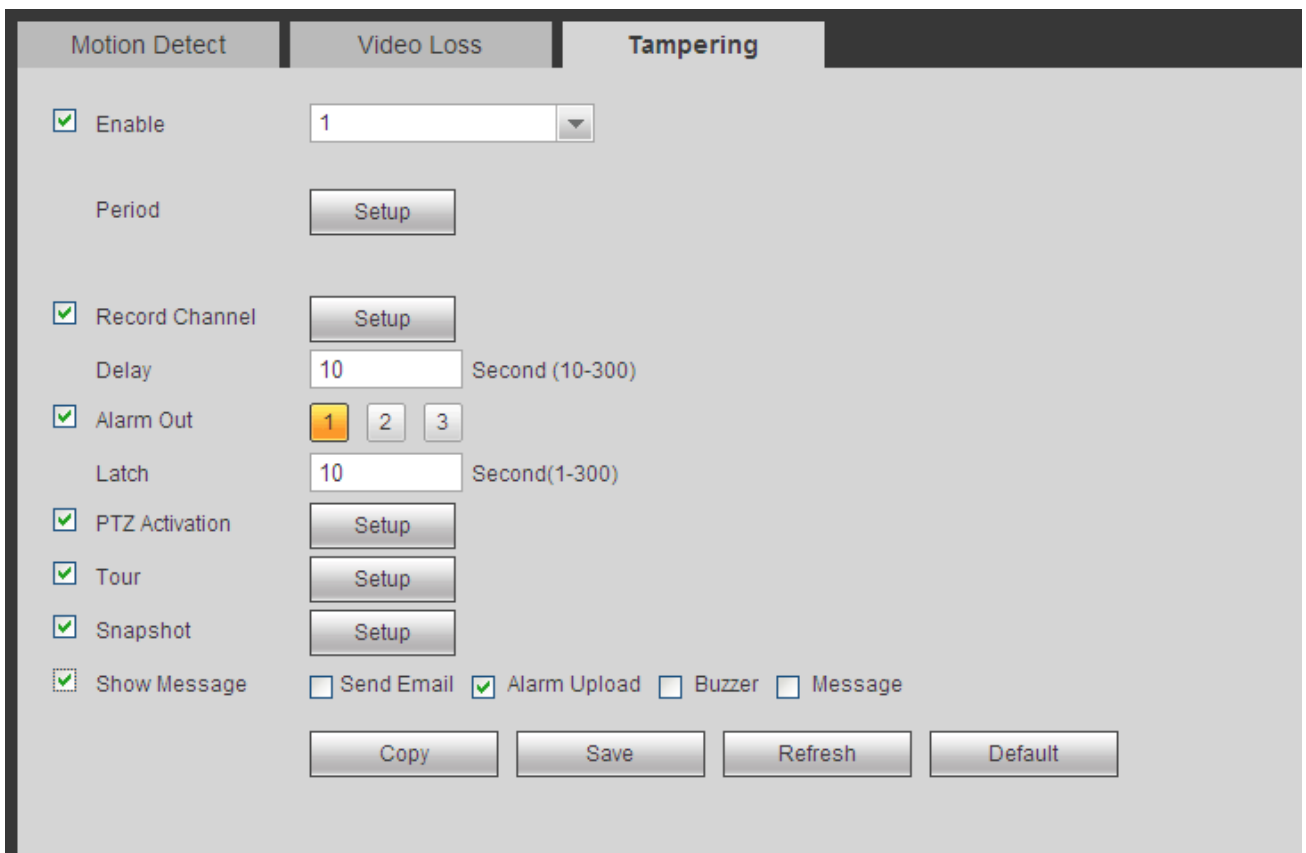 Motion Detect Video Loss Tampering
Enable 1
Period Setup
Record Channel Setup
Delay 10 Second (10-300)
Alarm Out 1 2 3
Latch 10 Second(1-300)
PTZ Activation Setup
Tour Setup
Snapshot Setup
Show Message Send Email Alarm Upload Buzzer Message
Copy Save Refresh Default